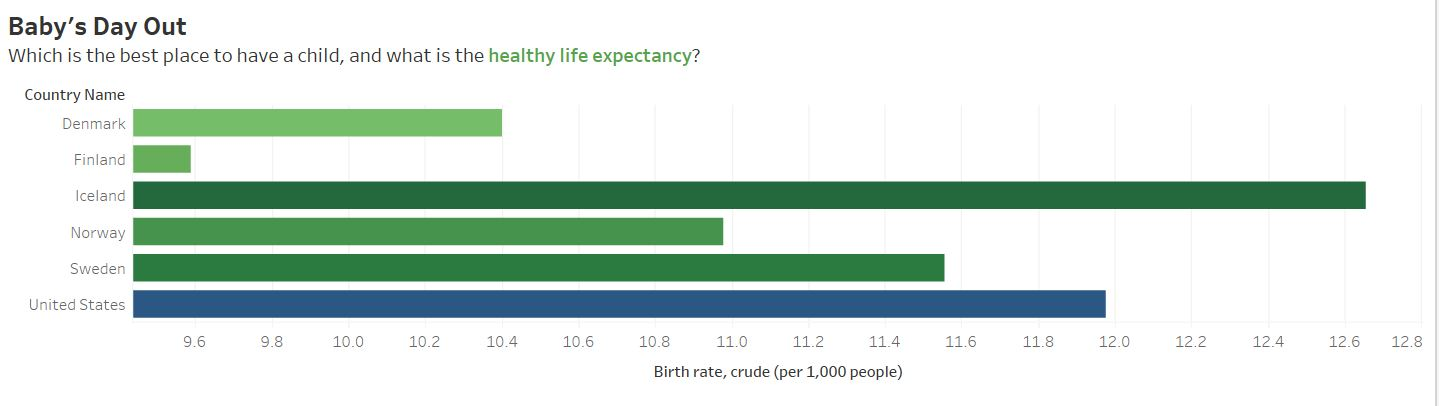 Baby’s Day Out
Which is the best place to have a child, and what is the healthy life expectancy?
Country Name
Denmark
Finland
Iceland
Norway
Sweden
United States
9.6 9.8 10.0 10.2 10.4 10.6 10.8 11.0 11.2 11.4 11.6 11.8 12.0 12.2 12.4 12.6 12.8
Birth rate, crude (per 1,000 people)